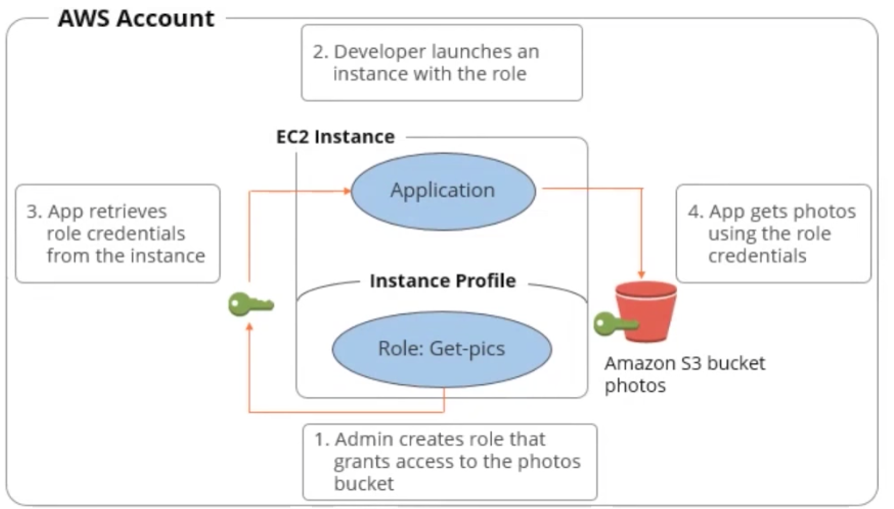 AWS Account
2. Developer launches an
instance with the role
EC2 Instance
Application
3. App retrieves
role credentials
from the instance
4. App gets photos
using the role
credentials
Instance Profile
Role: Get-pics
Amazon S3 bucket
photos
1. Admin creates role that
grants access to the photos
bucket